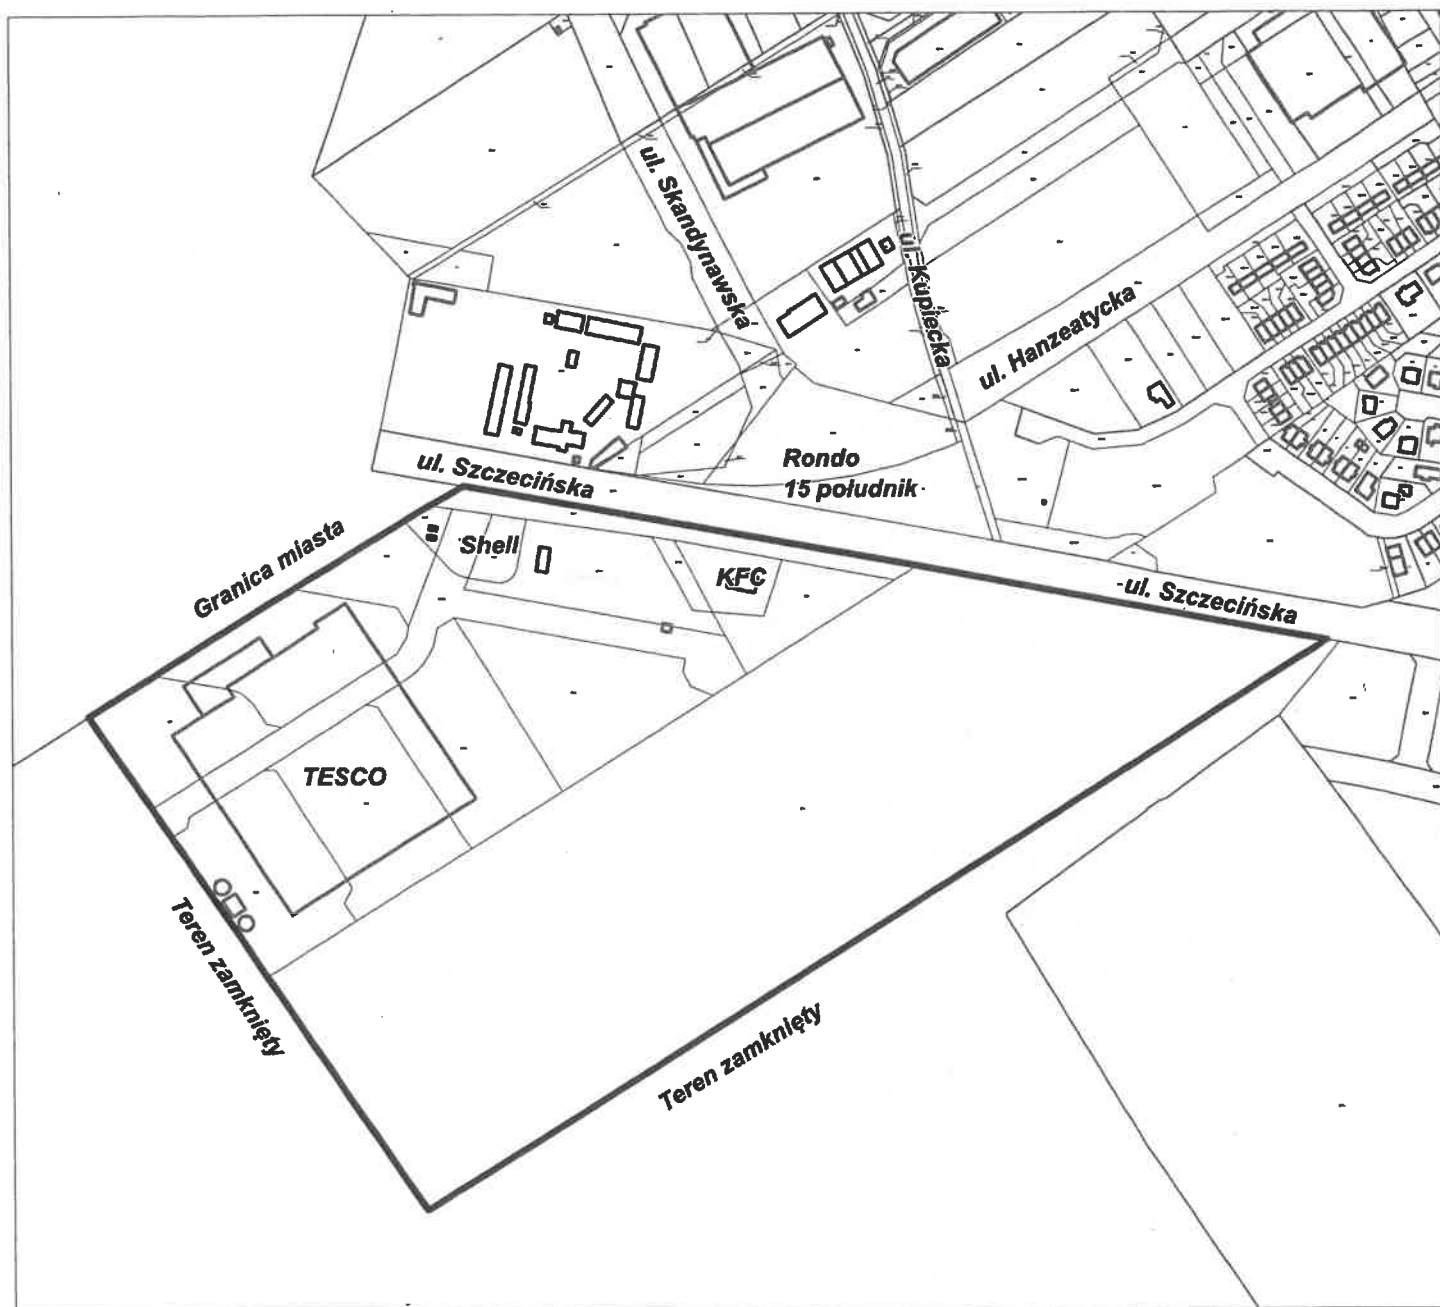 ul. Skandynawska
ul. Kupiecka
ul. Hanzeatycka
ul. Szczecińska
Rondo
15 południk
Granica miasta
Shell
KFC
ul. Szczecińska
TESCO
Teren zamknięty
Teren zamknięty